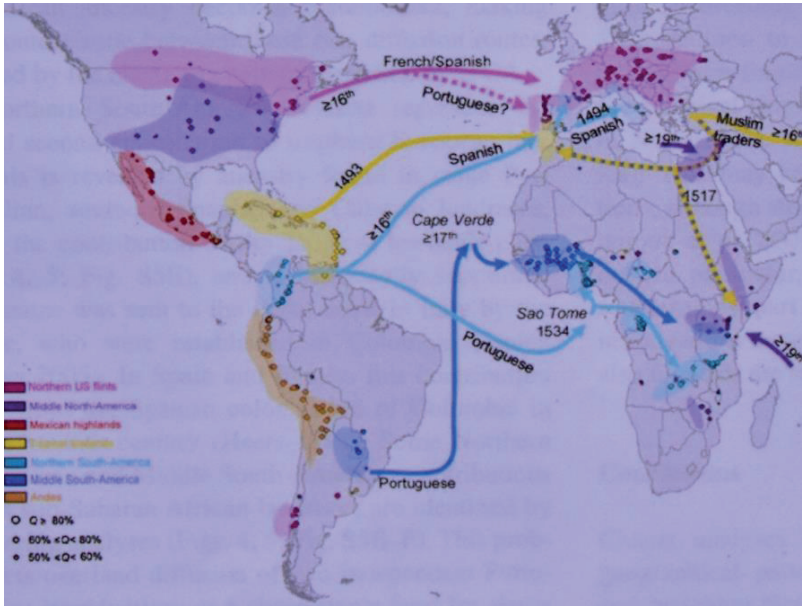 French/Spanish
≥16th
Portuguese?
1494
Spanish
Muslim
traders
≥16th
≥19th
1517
Spanish
1493
≥16th
Cape Verde
≥17th
Sao Tome
1534
Portuguese
≥19th
Portuguese
Northern US flints
Middle North-America
Mexican highlands
Northern South-America
Middle South-America
Andes
Q ≥ 80%
60% <Q< 80%
50% <Q< 60%